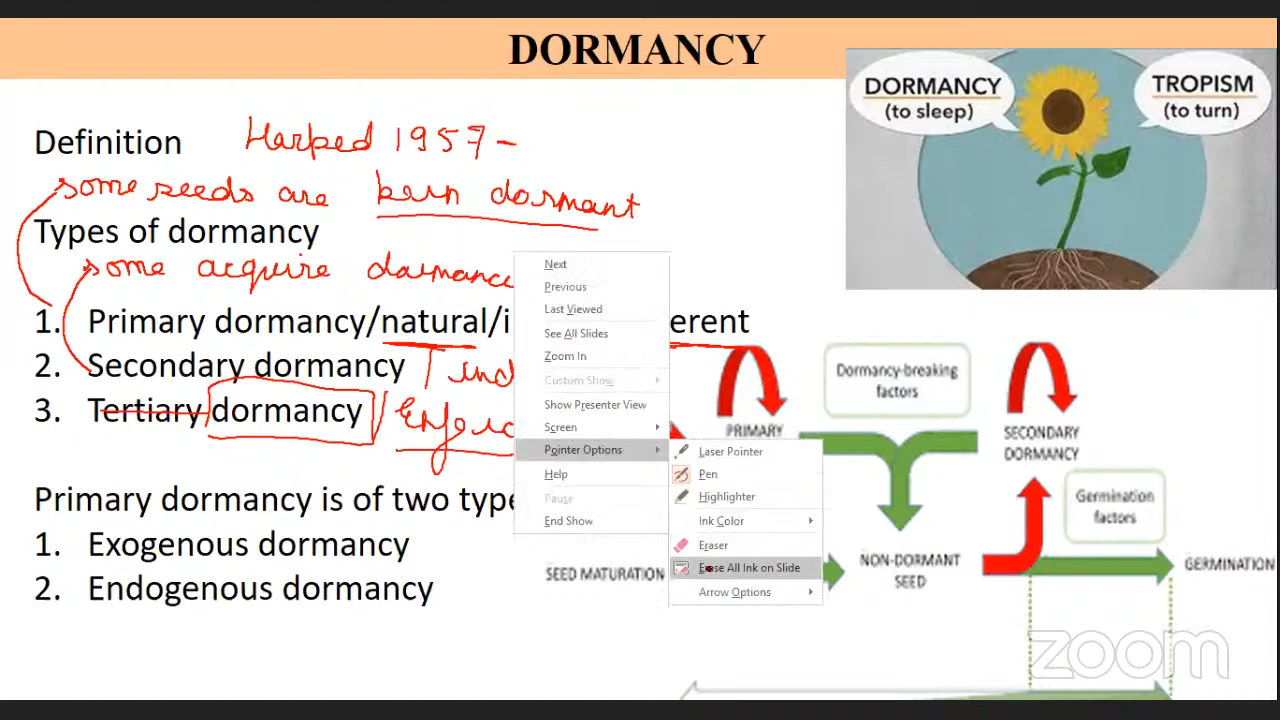 DORMANCY
DORMANCY
(to sleep)
TROPISM
(to turn)
Definition Harped 1957-
some seeds are born dormant
Types of dormancy
some acquire dormance
1. Primary dormancy/natural/i erent
2. Secondary dormancy / ind
3. Tertiary dormancy / Enforc
Primary dormancy is of two type
1. Exogenous dormancy
2. Endogenous dormancy
Next
Previous
Last Viewed
See All Slides
Zoom In
Custom Show
Show Presenter View
Screen
Pointer Options
Help
Pause
End Show
Laser Pointer
Pen
Highlighter
Ink Color
Eraser
Erase All Ink on Slide
Arrow Options
Dormancy-breaking
factors
PRIMARY
SECONDARY
DORMANCY
Germination
factors
SEED MATURATION
NON-DORMANT
SEED
GERMINATION
zoom